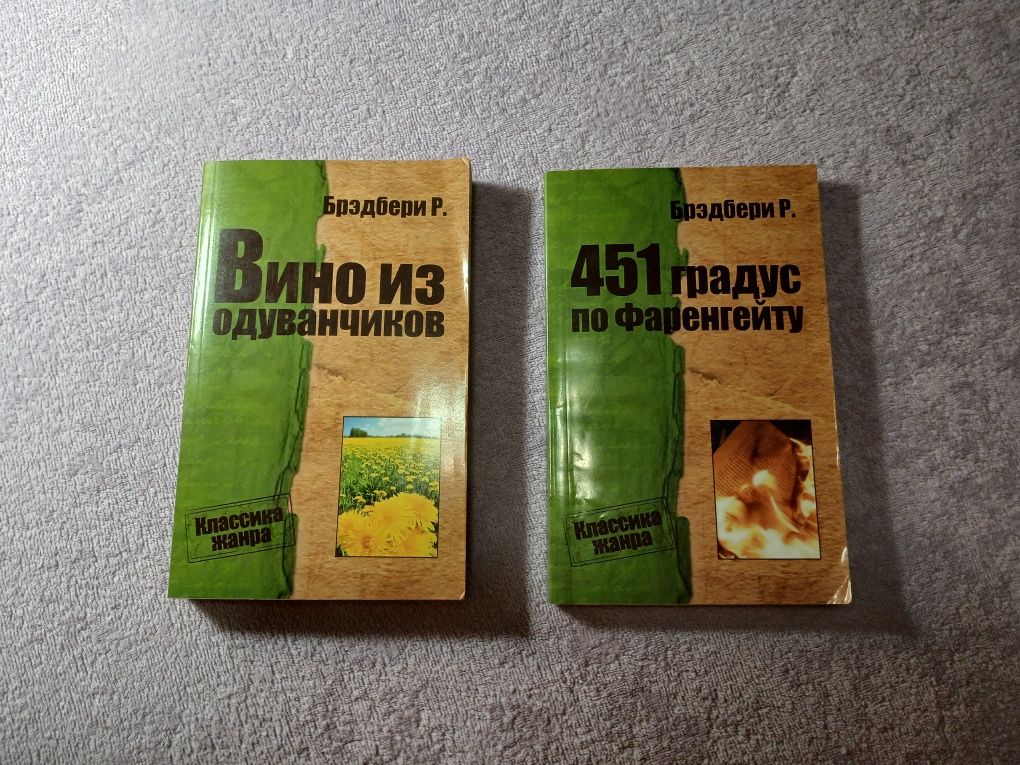 Брэдбери Р.
Вино из
одуванчиков
Классика
жанра
Брэдбери Р.
451 градус
по Фаренгейту
Классика
жанра